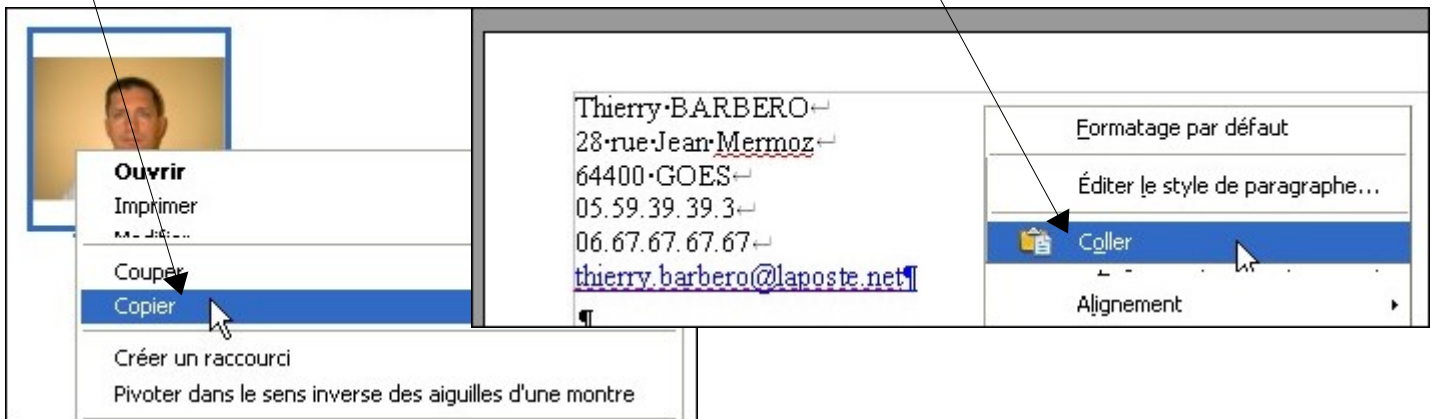 Ouvrir
Imprimer
Couper
Copier
Créer un raccourci
Pivoter dans le sens inverse des aiguilles d'une montre
Thierry·BARBERO↵
28·rue·Jean·Mermoz↵
64400·GOES↵
05.59.39.39.3↵
06.67.67.67.67↵
thierry.barbero@laposte.net¶
¶
Formatage par défaut
Éditer le style de paragraphe...
Coller
Alignement